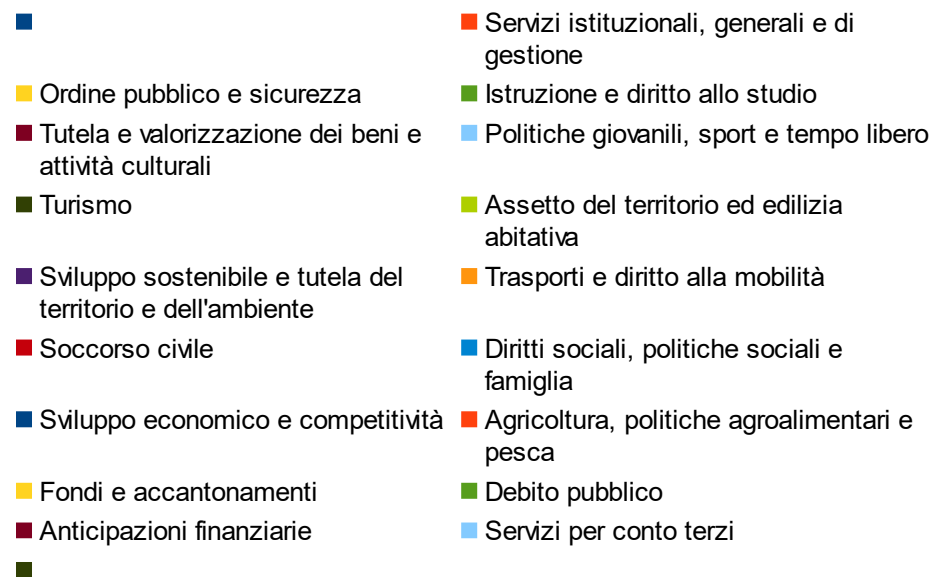 Servizi istituzionali, generali e di
gestione
Ordine pubblico e sicurezza
Istruzione e diritto allo studio
Tutela e valorizzazione dei beni e
attività culturali
Politiche giovanili, sport e tempo libero
Turismo
Assetto del territorio ed edilizia
abitativa
Sviluppo sostenibile e tutela del
territorio e dell'ambiente
Trasporti e diritto alla mobilità
Soccorso civile
Diritti sociali, politiche sociali e
famiglia
Sviluppo economico e competitività
Agricoltura, politiche agroalimentari e
pesca
Fondi e accantonamenti
Debito pubblico
Anticipazioni finanziarie
Servizi per conto terzi